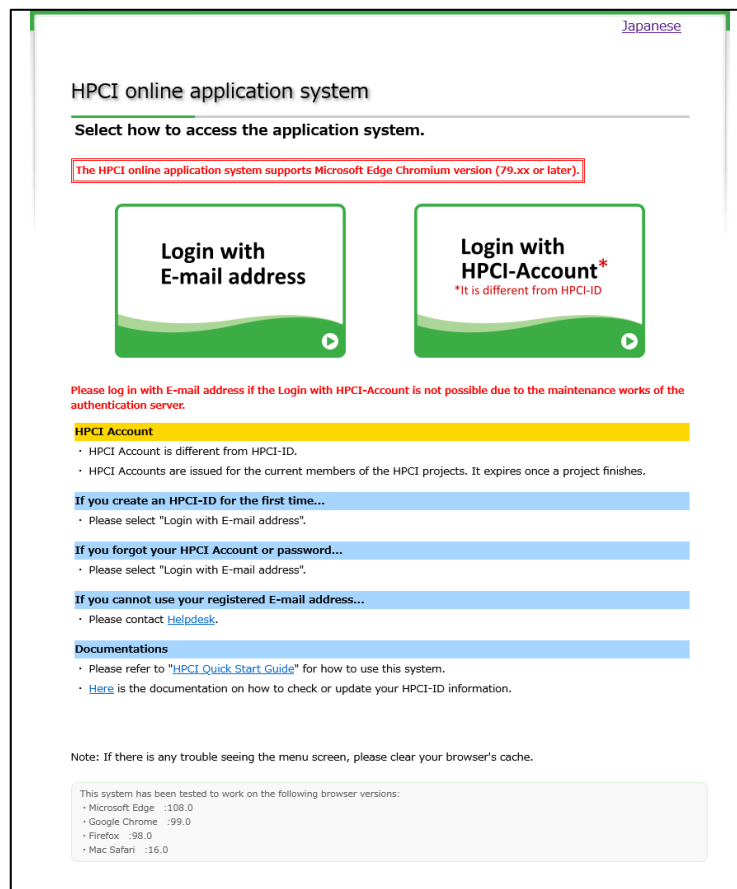 Japanese
HPCI online application system
Select how to access the application system.
The HPCI online application system supports Microsoft Edge Chromium version (79.xx or later).
Login with
E-mail address
Login with
HPCI-Account*
*It is different from HPCI-ID
Please log in with E-mail address if the Login with HPCI-Account is not possible due to the maintenance works of the
authentication server.
HPCI Account
・ HPCI Account is different from HPCI-ID.
・ HPCI Accounts are issued for the current members of the HPCI projects. It expires once a project finishes.
If you create an HPCI-ID for the first time...
・ Please select "Login with E-mail address".
If you forgot your HPCI Account or password...
・ Please select "Login with E-mail address".
If you cannot use your registered E-mail address...
・ Please contact Helpdesk.
Documentations
・ Please refer to "HPCI Quick Start Guide" for how to use this system.
・ Here is the documentation on how to check or update your HPCI-ID information.
Note: If there is any trouble seeing the menu screen, please clear your browser's cache.
This system has been tested to work on the following browser versions:
・Microsoft Edge :108.0
・Google Chrome :99.0
・Firefox :98.0
・Mac Safari :16.0